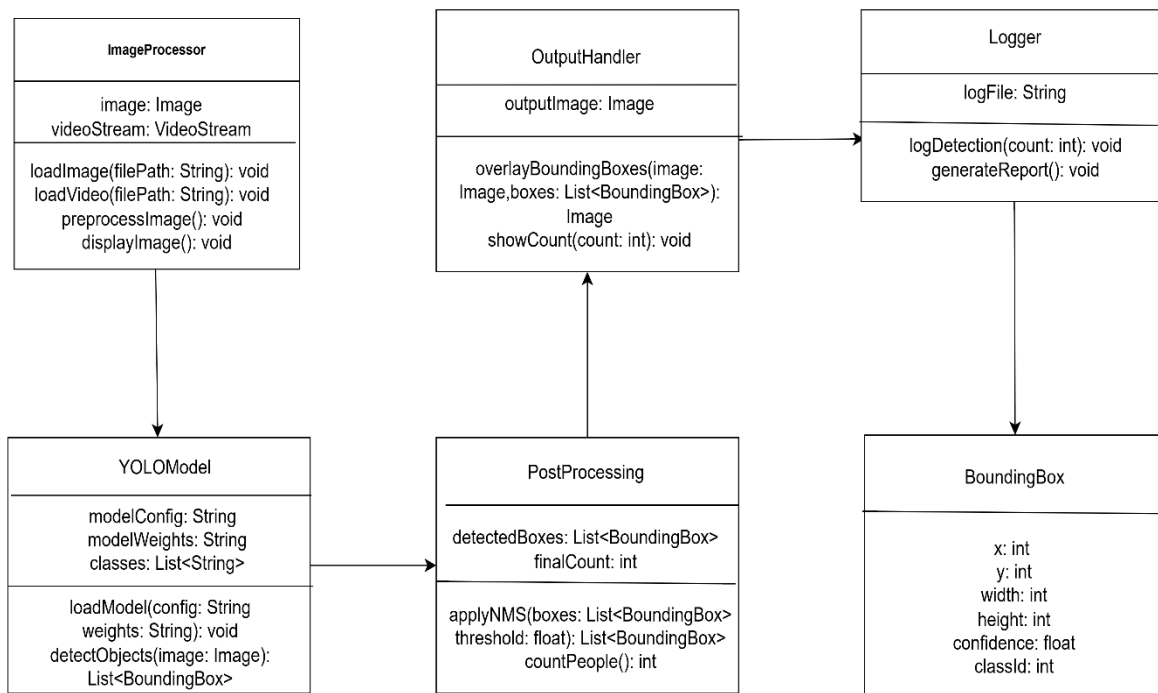 ImageProcessor
image: Image
videoStream: VideoStream
loadImage(filePath: String): void
loadVideo(filePath: String): void
preprocessImage(): void
displayImage(): void
OutputHandler
outputImage: Image
overlayBoundingBoxes(image:
Image,boxes: List<BoundingBox>):
Image
showCount(count: int): void
Logger
logFile: String
logDetection(count: int): void
generateReport(): void
YOLOModel
modelConfig: String
modelWeights: String
classes: List<String>
loadModel(config: String
weights: String): void
detectObjects(image: Image):
List<BoundingBox>
PostProcessing
detectedBoxes: List<BoundingBox>
finalCount: int
applyNMS(boxes: List<BoundingBox>
threshold: float): List<BoundingBox>
countPeople(): int
BoundingBox
x: int
y: int
width: int
height: int
confidence: float
classId: int